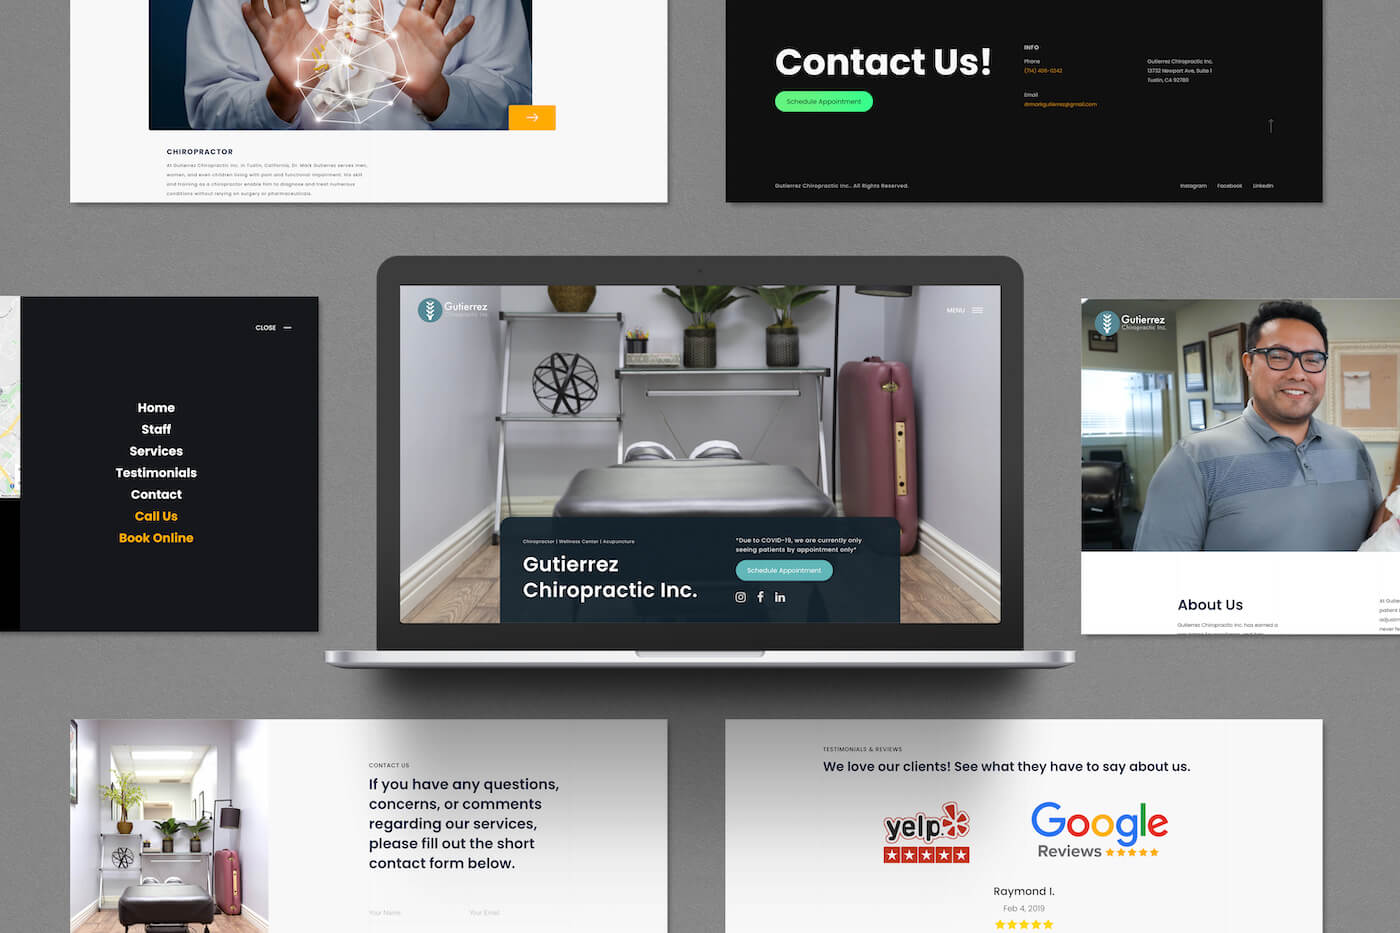 CHIROPRACTOR
At Gutierrez Chiropractic Inc. in Tustin, California, Dr. Mark Gutierrez serves men,
women, and even children living with pain and functional impairment. His skill
and training as a chiropractor enable him to diagnose and treat numerous
conditions without relying on surgery or pharmaceuticals.
Contact Us!
Schedule Appointment
INFO
Phone
(714) 406-0242
Email
drmarkgutierrez@gmail.com
Gutierrez Chiropractic Inc.
13732 Newport Ave, Suite 1
Tustin, CA 92780
Gutierrez Chiropractic Inc.. All Rights Reserved.
Instagram Facebook LinkedIn
CLOSE
Home
Staff
Services
Testimonials
Contact
Call Us
Book Online
Gutierrez
Chiropractic Inc.
MENU
Chiropractor | Wellness Center | Acupuncture
Gutierrez
Chiropractic Inc.
*Due to COVID-19, we are currently only
seeing patients by appointment only*
Schedule Appointment
Gutierrez
Chiropractic Inc.
About Us
Gutierrez Chiropractic Inc. has earned a
At Gutie
patient
adjustm
never
CONTACT US
If you have any questions,
concerns, or comments
regarding our services,
please fill out the short
contact form below.
Your Name
Your Email
TESTIMONIALS & REVIEWS
We love our clients! See what they have to say about us.
yelp
Google
Reviews
Raymond I.
Feb 4, 2019